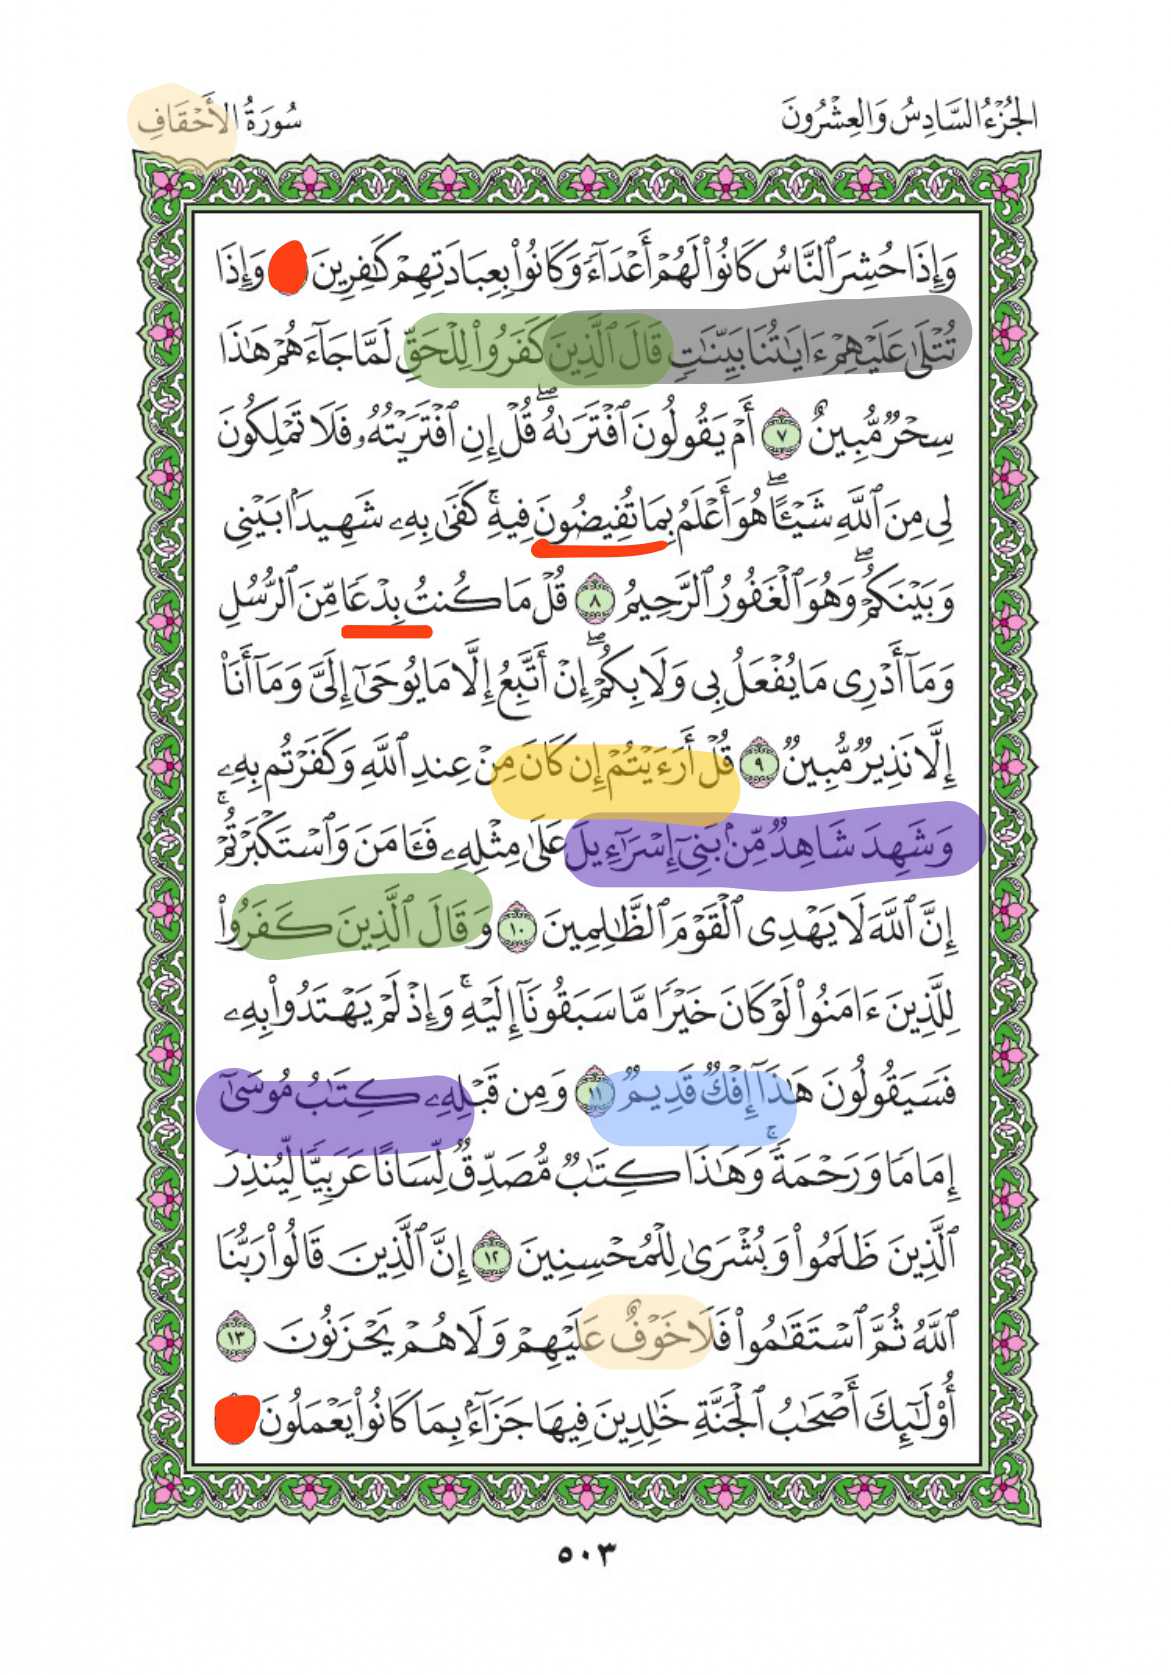 الجُزْءُ السَّادِسُ وَالعِشْرُونَ
سُورَةُ الأَحْقَافِ
وَإِذَا حُشِرَ ٱلنَّاسُ كَانُوا۟ لَهُمْ أَعْدَآءً وَكَانُوا۟ بِعِبَادَتِهِمْ كَٰفِرِينَ وَإِذَا
تُتْلَىٰ عَلَيْهِمْ ءَايَٰتُنَا بَيِّنَٰتٍ قَالَ ٱلَّذِينَ كَفَرُوا۟ لِلْحَقِّ لَمَّا جَآءَهُمْ هَٰذَا
سِحْرٌ مُّبِينٌ ٧ أَمْ يَقُولُونَ ٱفْتَرَىٰهُ ۖ قُلْ إِنِ ٱفْتَرَيْتُهُۥ فَلَا تَمْلِكُونَ
لِى مِنَ ٱللَّهِ شَيْـًٔا ۖ هُوَ أَعْلَمُ بِمَا تُفِيضُونَ فِيهِ ۚ كَفَىٰ بِهِۦ شَهِيدًۢا بَيْنِى
وَبَيْنَكُمْ ۖ وَهُوَ ٱلْغَفُورُ ٱلرَّحِيمُ ٨ قُلْ مَا كُنتُ بِدْعًا مِّنَ ٱلرُّسُلِ
وَمَآ أَدْرِى مَا يُفْعَلُ بِى وَلَا بِكُمْ ۖ إِنْ أَتَّبِعُ إِلَّا مَا يُوحَىٰٓ إِلَىَّ وَمَآ أَنَا۠
إِلَّا نَذِيرٌ مُّبِينٌ ٩ قُلْ أَرَءَيْتُمْ إِن كَانَ مِنْ عِندِ ٱللَّهِ وَكَفَرْتُم بِهِۦ
وَشَهِدَ شَاهِدٌ مِّنۢ بَنِىٓ إِسْرَٰٓءِيلَ عَلَىٰ مِثْلِهِۦ فَـَٔامَنَ وَٱسْتَكْبَرْتُمْ ۖ
إِنَّ ٱللَّهَ لَا يَهْدِى ٱلْقَوْمَ ٱلظَّٰلِمِينَ ١٠ وَقَالَ ٱلَّذِينَ كَفَرُوا۟
لِلَّذِينَ ءَامَنُوا۟ لَوْ كَانَ خَيْرًا مَّا سَبَقُونَآ إِلَيْهِ ۚ وَإِذْ لَمْ يَهْتَدُوا۟ بِهِۦ
فَسَيَقُولُونَ هَٰذَآ إِفْكٌ قَدِيمٌ ١١ وَمِن قَبْلِهِۦ كِتَٰبُ مُوسَىٰٓ
إِمَامًا وَرَحْمَةً ۚ وَهَٰذَا كِتَٰبٌ مُّصَدِّقٌ لِّسَانًا عَرَبِيًّا لِّيُنذِرَ
ٱلَّذِينَ ظَلَمُوا۟ وَبُشْرَىٰ لِلْمُحْسِنِينَ ١٢ إِنَّ ٱلَّذِينَ قَالُوا۟ رَبُّنَا
ٱللَّهُ ثُمَّ ٱسْتَقَٰمُوا۟ فَلَا خَوْفٌ عَلَيْهِمْ وَلَا هُمْ يَحْزَنُونَ ١٣
أُو۟لَٰٓئِكَ أَصْحَٰبُ ٱلْجَنَّةِ خَٰلِدِينَ فِيهَا جَزَآءًۢ بِمَا كَانُوا۟ يَعْمَلُونَ
٥٠٣